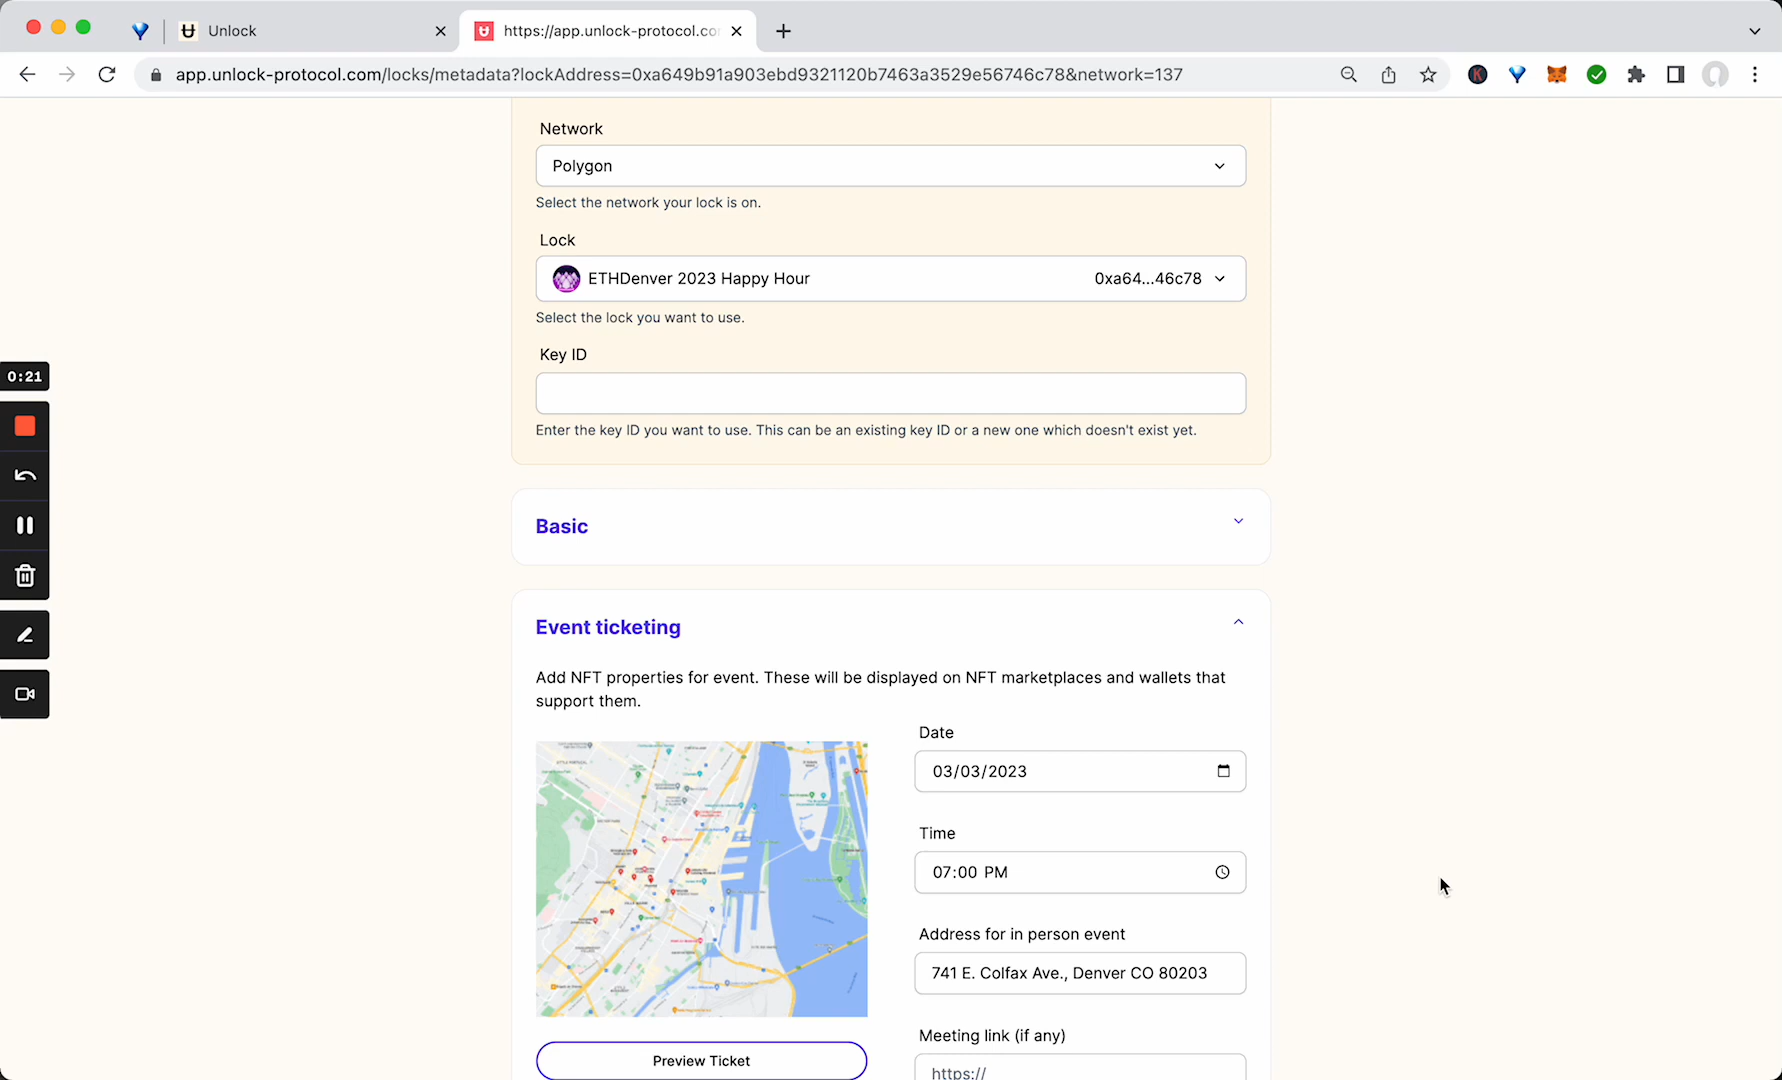 Unlock
https://app.unlock-protocol.co
app.unlock-protocol.com/locks/metadata?lockAddress=0xa649b91a903ebd9321120b7463a3529e56746c78&network=137
Network
Polygon
Select the network your lock is on.
Lock
ETHDenver 2023 Happy Hour 0xa64...46c78
Select the lock you want to use.
Key ID
Enter the key ID you want to use. This can be an existing key ID or a new one which doesn't exist yet.
0:21
Basic
Event ticketing
Add NFT properties for event. These will be displayed on NFT marketplaces and wallets that
support them.
Date
03/03/2023
Time
07:00 PM
Address for in person event
741 E. Colfax Ave., Denver CO 80203
Meeting link (if any)
https://
Preview Ticket